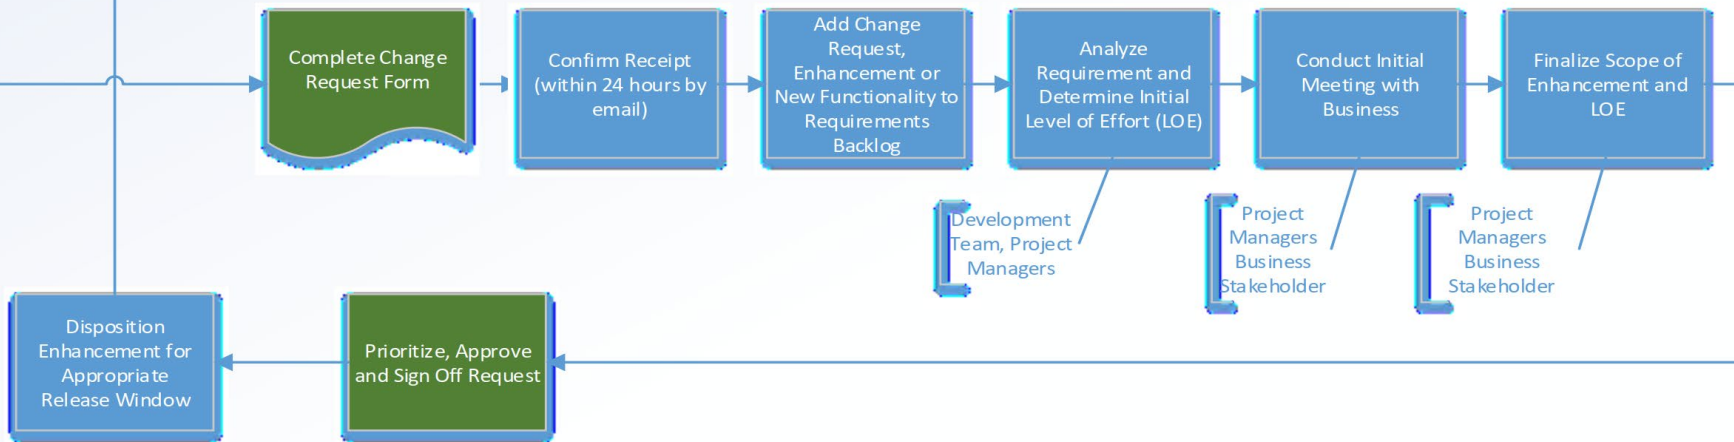 Complete Change
Request Form
Confirm Receipt
(within 24 hours by
email)
Add Change
Request,
Enhancement or
New Functionality to
Requirements
Backlog
Analyze
Requirement and
Determine Initial
Level of Effort (LOE)
Conduct Initial
Meeting with
Business
Finalize Scope of
Enhancement and
LOE
Development
Team, Project
Managers
Project
Managers
Business
Stakeholder
Project
Managers
Business
Stakeholder
Disposition
Enhancement for
Appropriate
Release Window
Prioritize, Approve
and Sign Off Request